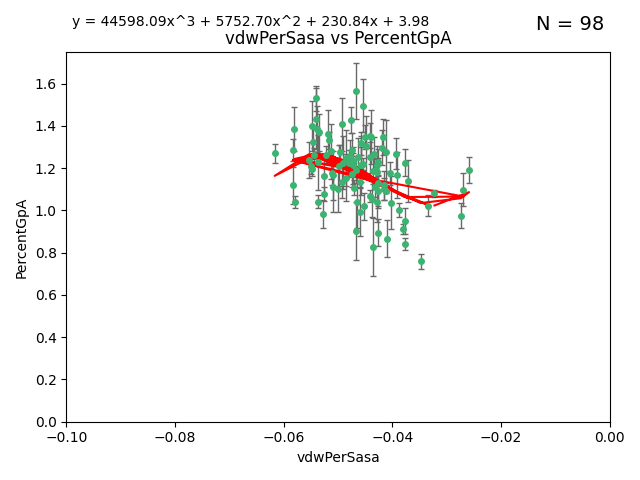 y = 44598.09x^3 + 5752.70x^2 + 230.84x + 3.98
N = 98
vdwPerSasa vs PercentGpA
PercentGpA
1.6
1.4
1.2
1.0
0.8
0.6
0.4
0.2
0.0
−0.10 −0.08 −0.06 −0.04 −0.02 0.00
vdwPerSasa